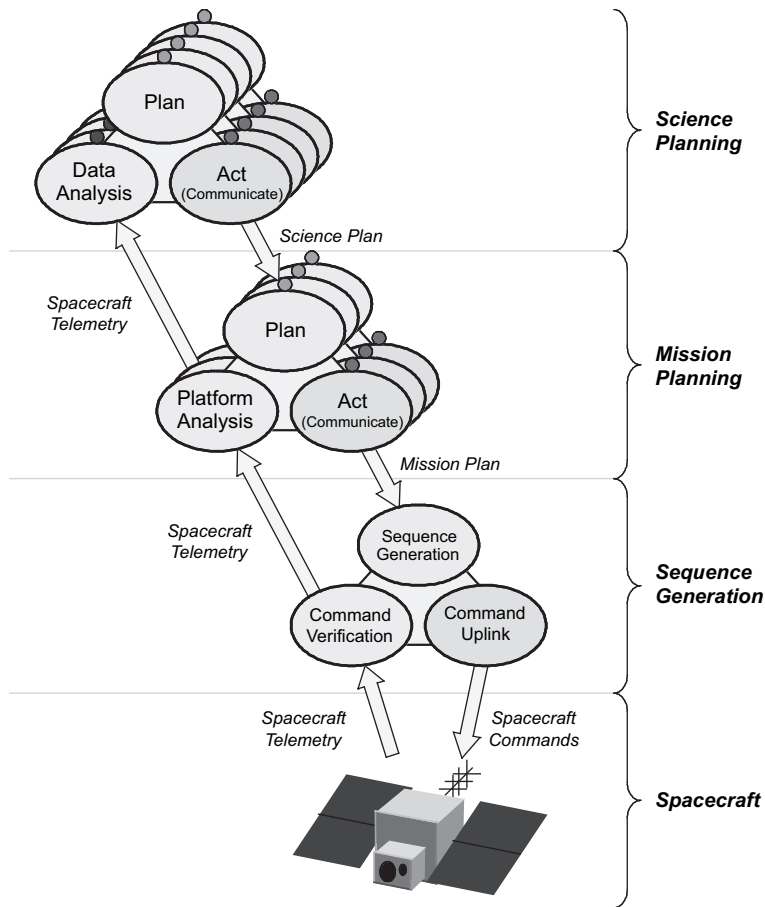 Plan
Data
Analysis
Act
(Communicate)
Science
Planning
Science Plan
Spacecraft
Telemetry
Plan
Platform
Analysis
Act
(Communicate)
Mission
Planning
Mission Plan
Spacecraft
Telemetry
Sequence
Generation
Command
Verification
Command
Uplink
Sequence
Generation
Spacecraft
Telemetry
Spacecraft
Commands
Spacecraft